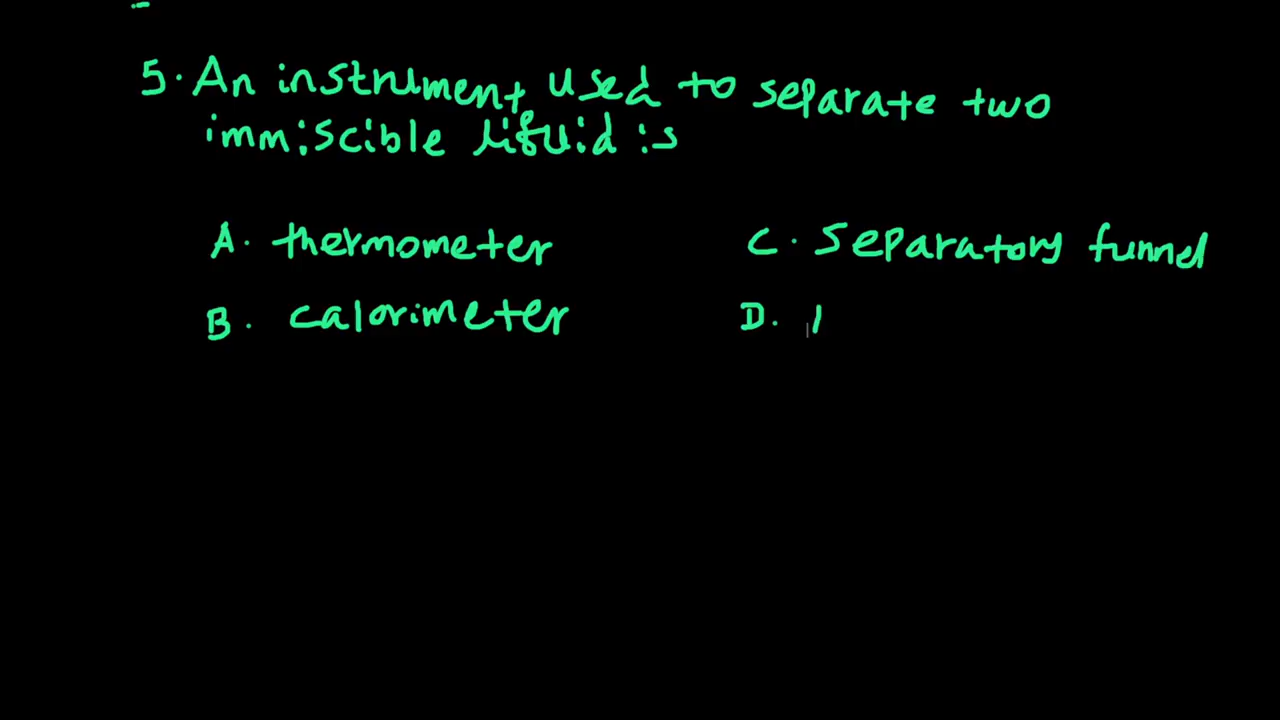 5. An instrument used to separate two
immiscible liquid is
A. thermometer
C. Separatory funnel
B. calorimeter
D.